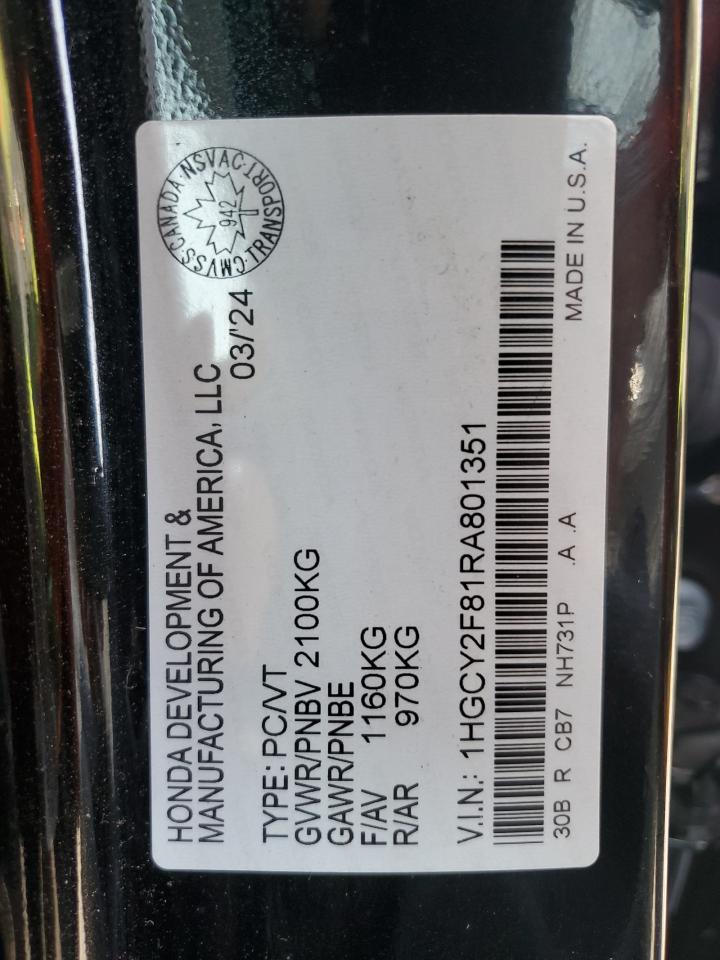 HONDA DEVELOPMENT &
MANUFACTURING OF AMERICA, LLC
03/'24
CMVSS·CANADA·NSVAC·TRANSPORT·
942
TYPE: PC/VT
GVWR/PNBV 2100KG
GAWR/PNBE
F/AV 1160KG
R/AR 970KG
V.I.N.: 1HGCY2F81RA801351
30B R CB7 NH731P .A .A
MADE IN U.S.A.